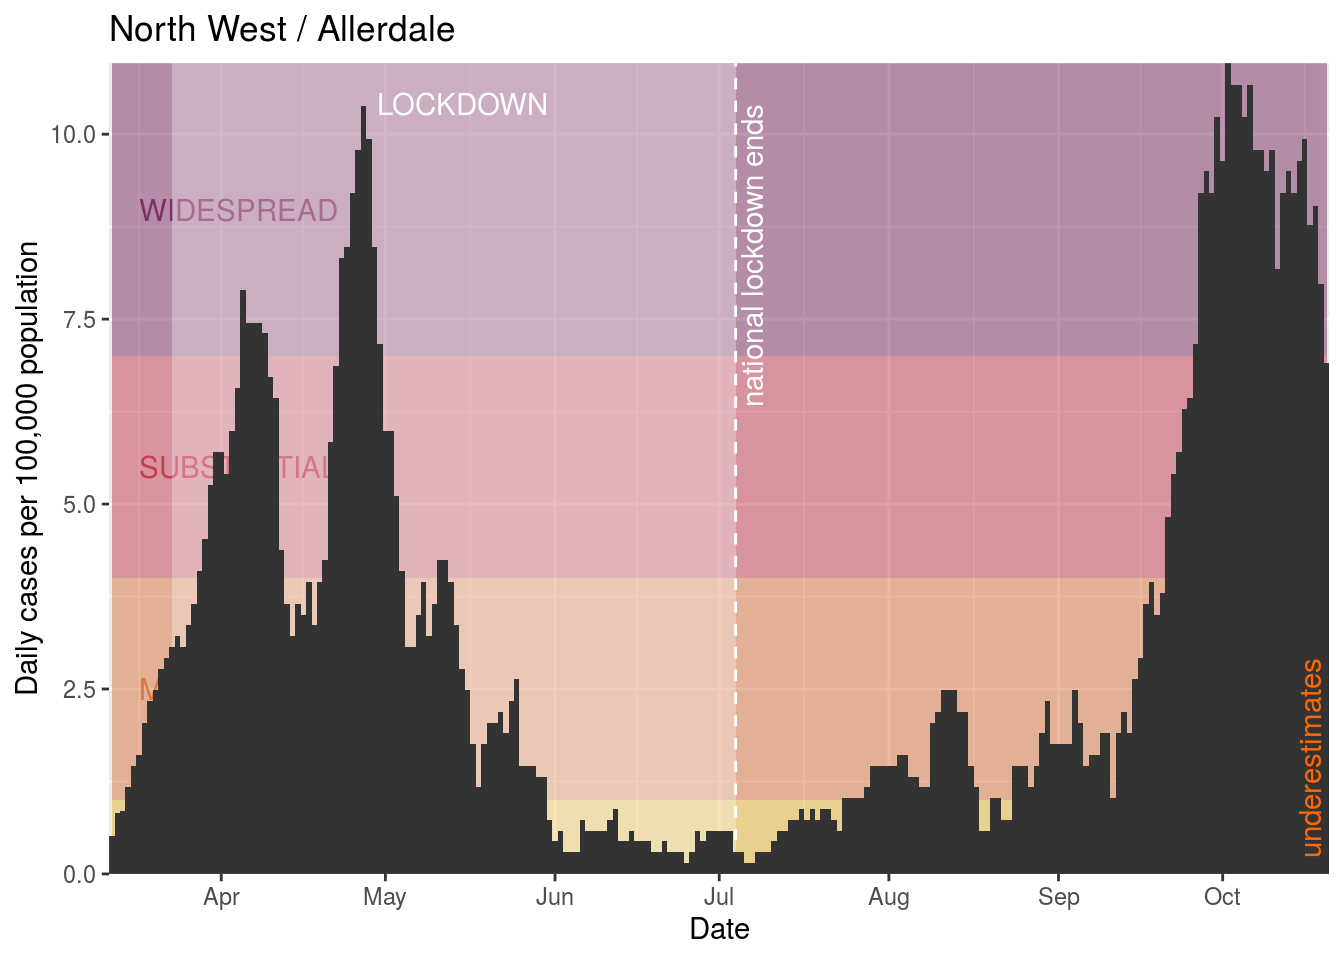 North West / Allerdale
LOCKDOWN
WIDESPREAD
national lockdown ends
underestimates
Daily cases per 100,000 population
10.0
7.5
5.0
2.5
0.0
Apr
May
Jun
Jul
Aug
Sep
Oct
Date